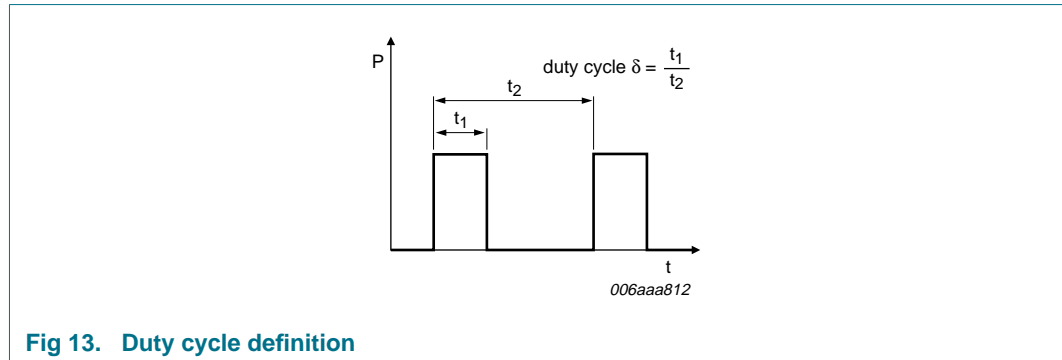 P
duty cycle δ = t1
t2
t2
t1
t
006aaa812
Fig 13. Duty cycle definition